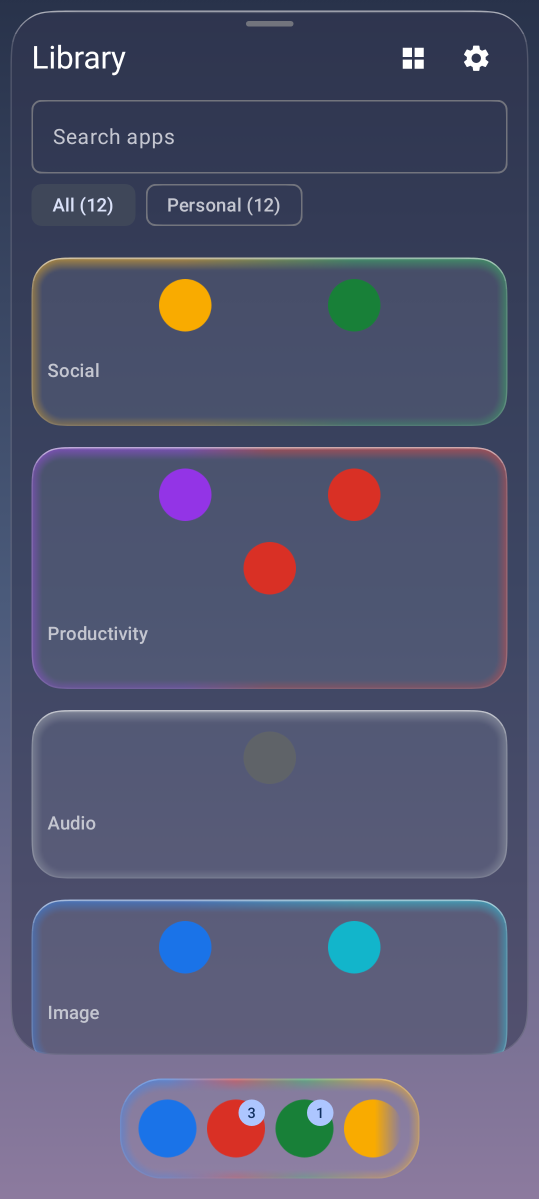 Library
Search apps
All (12)
Personal (12)
Social
Productivity
Audio
Image
3
1